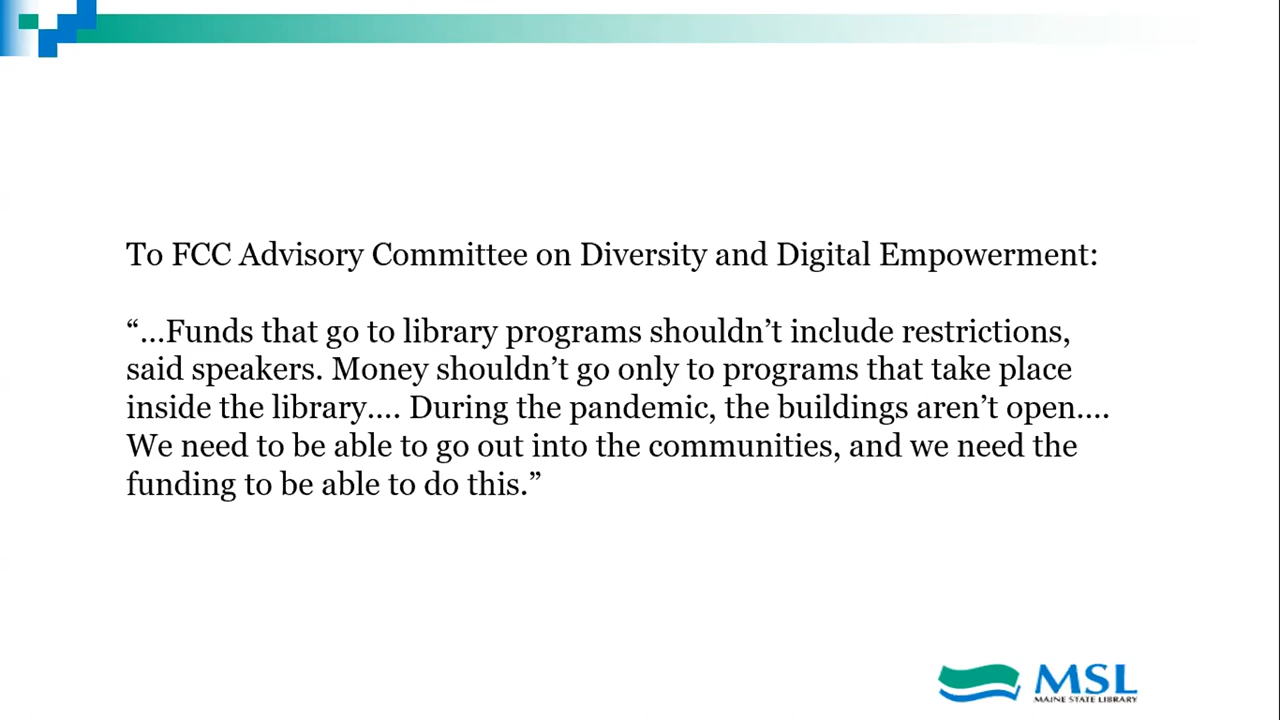 To FCC Advisory Committee on Diversity and Digital Empowerment:
“...Funds that go to library programs shouldn’t include restrictions,
said speakers. Money shouldn’t go only to programs that take place
inside the library.... During the pandemic, the buildings aren’t open....
We need to be able to go out into the communities, and we need the
funding to be able to do this.”
MSL
MAINE STATE LIBRARY